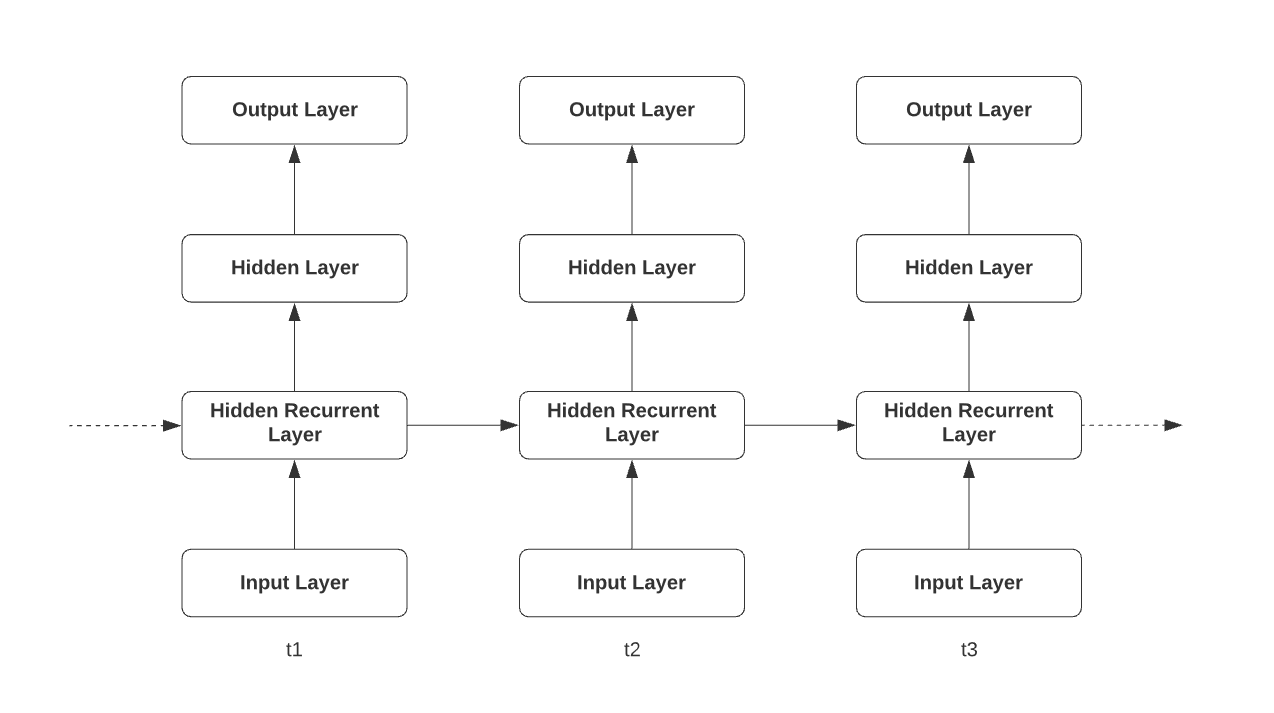 Output Layer
Output Layer
Output Layer
Hidden Layer
Hidden Layer
Hidden Layer
Hidden Recurrent
Layer
Hidden Recurrent
Layer
Hidden Recurrent
Layer
Input Layer
Input Layer
Input Layer
t1
t2
t3